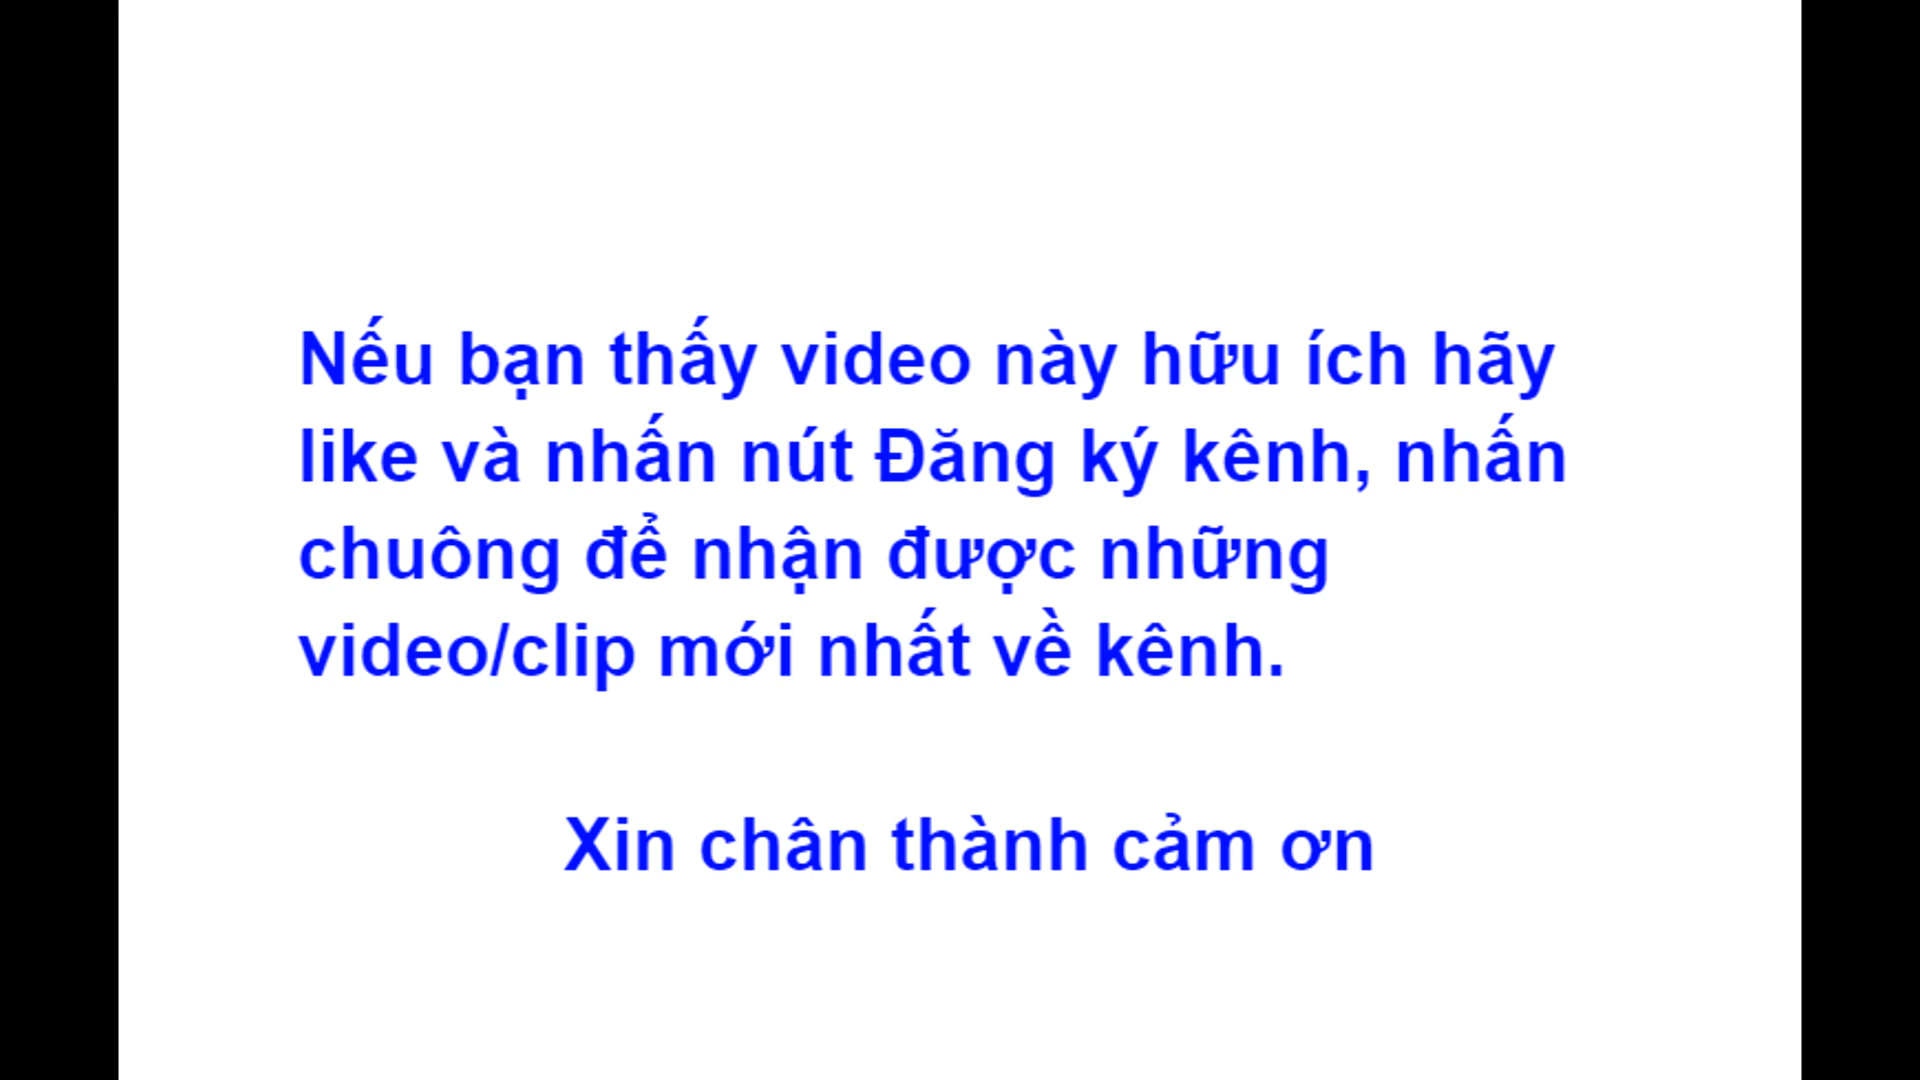 Nếu bạn thấy video này hữu ích hãy
like và nhấn nút Đăng ký kênh, nhấn
chuông để nhận được những
video/clip mới nhất về kênh.
Xin chân thành cảm ơn